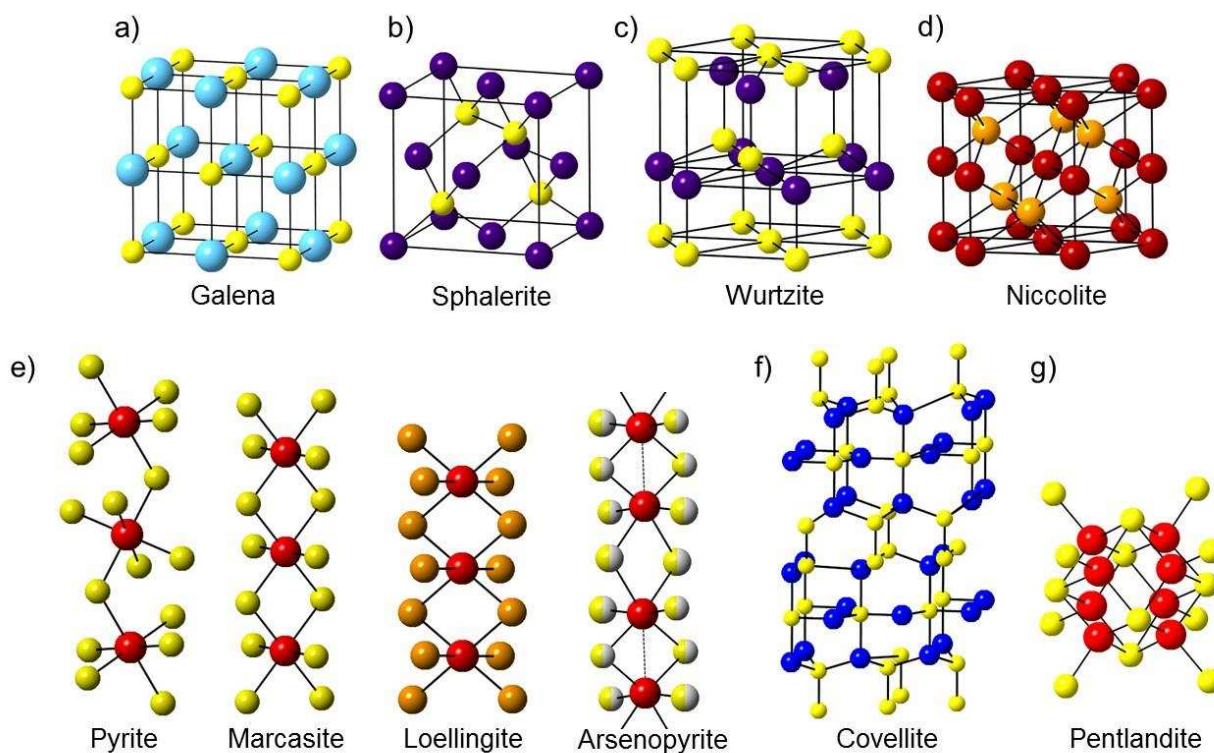 a)
b)
c)
d)
Galena
Sphalerite
Wurtzite
Niccolite
e)
f)
g)
Pyrite
Marcasite
Loellingite
Arsenopyrite
Covellite
Pentlandite